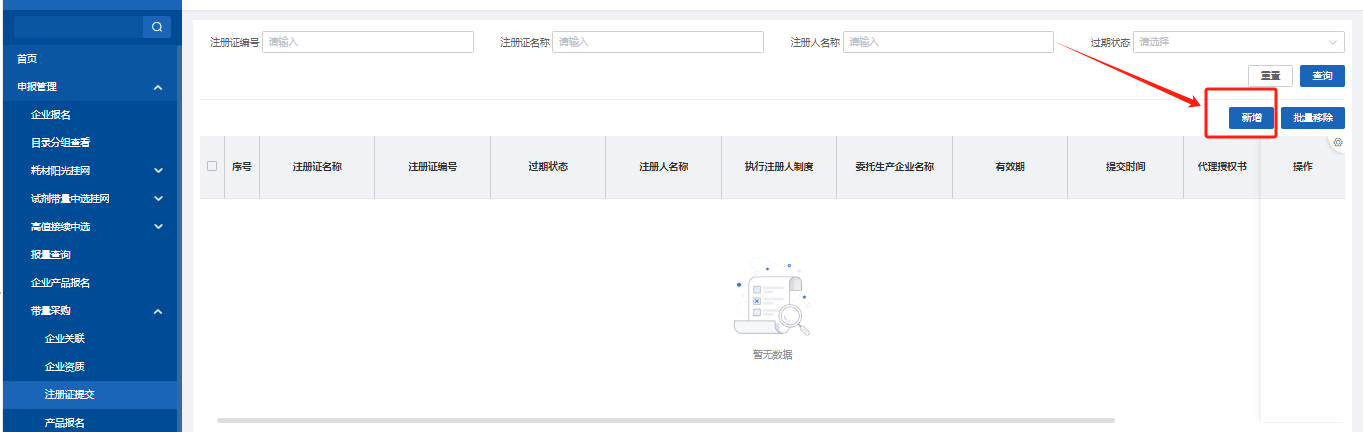 首页
申报管理
企业报名
目录分组查看
耗材阳光挂网
试剂带量中选挂网
高值接续中选
报量查询
企业产品报名
带量采购
企业关联
企业资质
注册证提交
产品报名
注册证编号 请输入 注册证名称 请输入 注册人名称 请输入 过期状态 请选择
重置 查询
新增 批量移除
序号 注册证名称 注册证编号 过期状态 注册人名称 执行注册人制度 委托生产企业名称 有效期 提交时间 代理授权书 操作
暂无数据